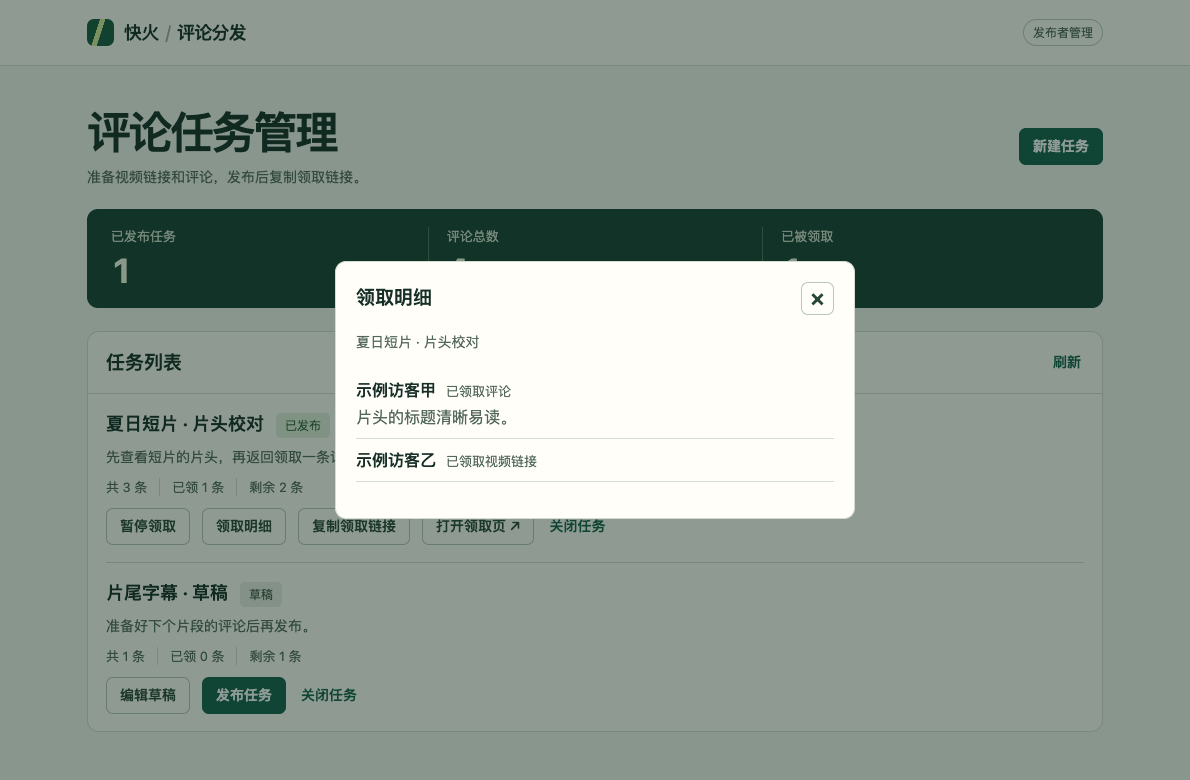 快火 / 评论分发
发布者管理
评论任务管理
新建任务
准备视频链接和评论，发布后复制领取链接。
已发布任务
评论总数
已被领取
1
领取明细
夏日短片 · 片头校对
示例访客甲 已领取评论
片头的标题清晰易读。
示例访客乙 已领取视频链接
任务列表
刷新
夏日短片 · 片头校对 已发布
先查看短片的片头，再返回领取一条
共 3 条 已领 1 条 剩余 2 条
暂停领取 领取明细 复制领取链接 打开领取页 ↗ 关闭任务
片尾字幕 · 草稿 草稿
准备好下个片段的评论后再发布。
共 1 条 已领 0 条 剩余 1 条
编辑草稿 发布任务 关闭任务